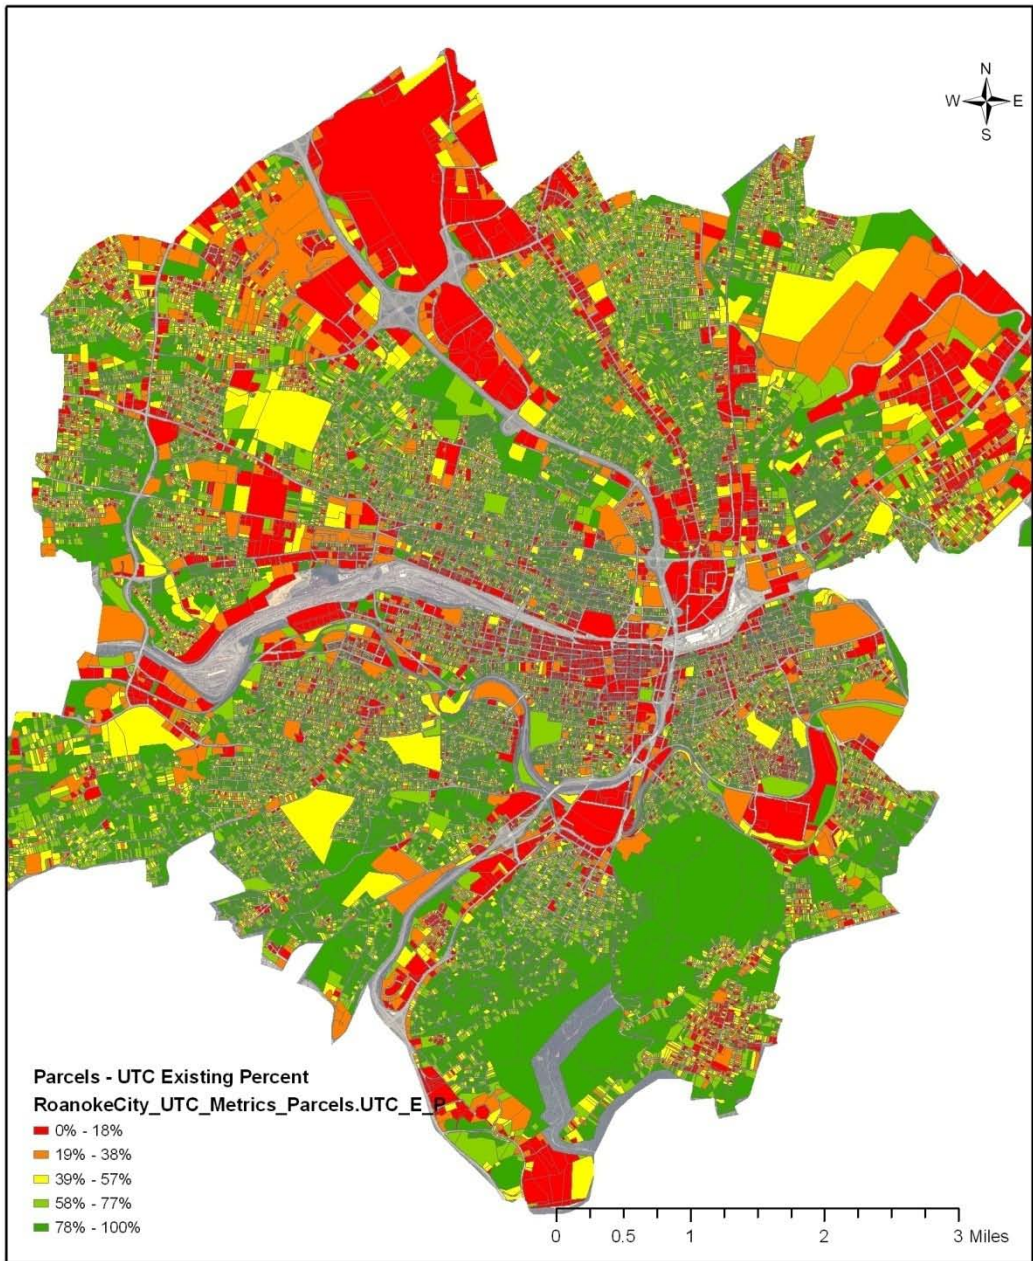 N
W E
S
Parcels - UTC Existing Percent
RoanokeCity_UTC_Metrics_Parcels.UTC_E_P
0% - 18%
19% - 38%
39% - 57%
58% - 77%
78% - 100%
0 0.5 1 2 3 Miles